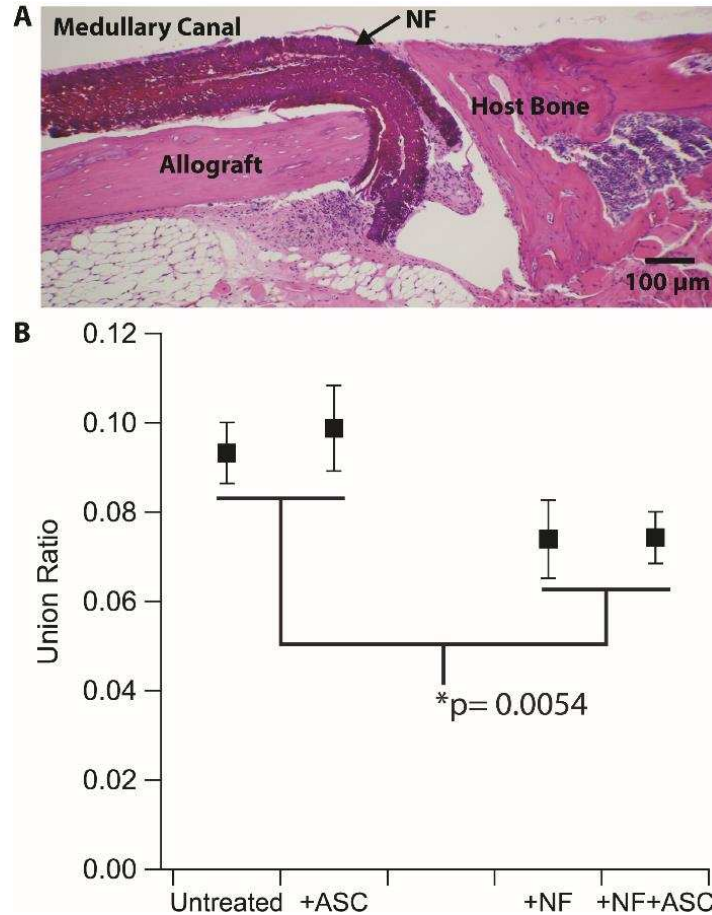 A
Medullary Canal
NF
Host Bone
Allograft
100 µm
B
0.12
0.10
0.08
0.06
0.04
0.02
0.00
Union Ratio
*p= 0.0054
Untreated +ASC +NF +NF+ASC